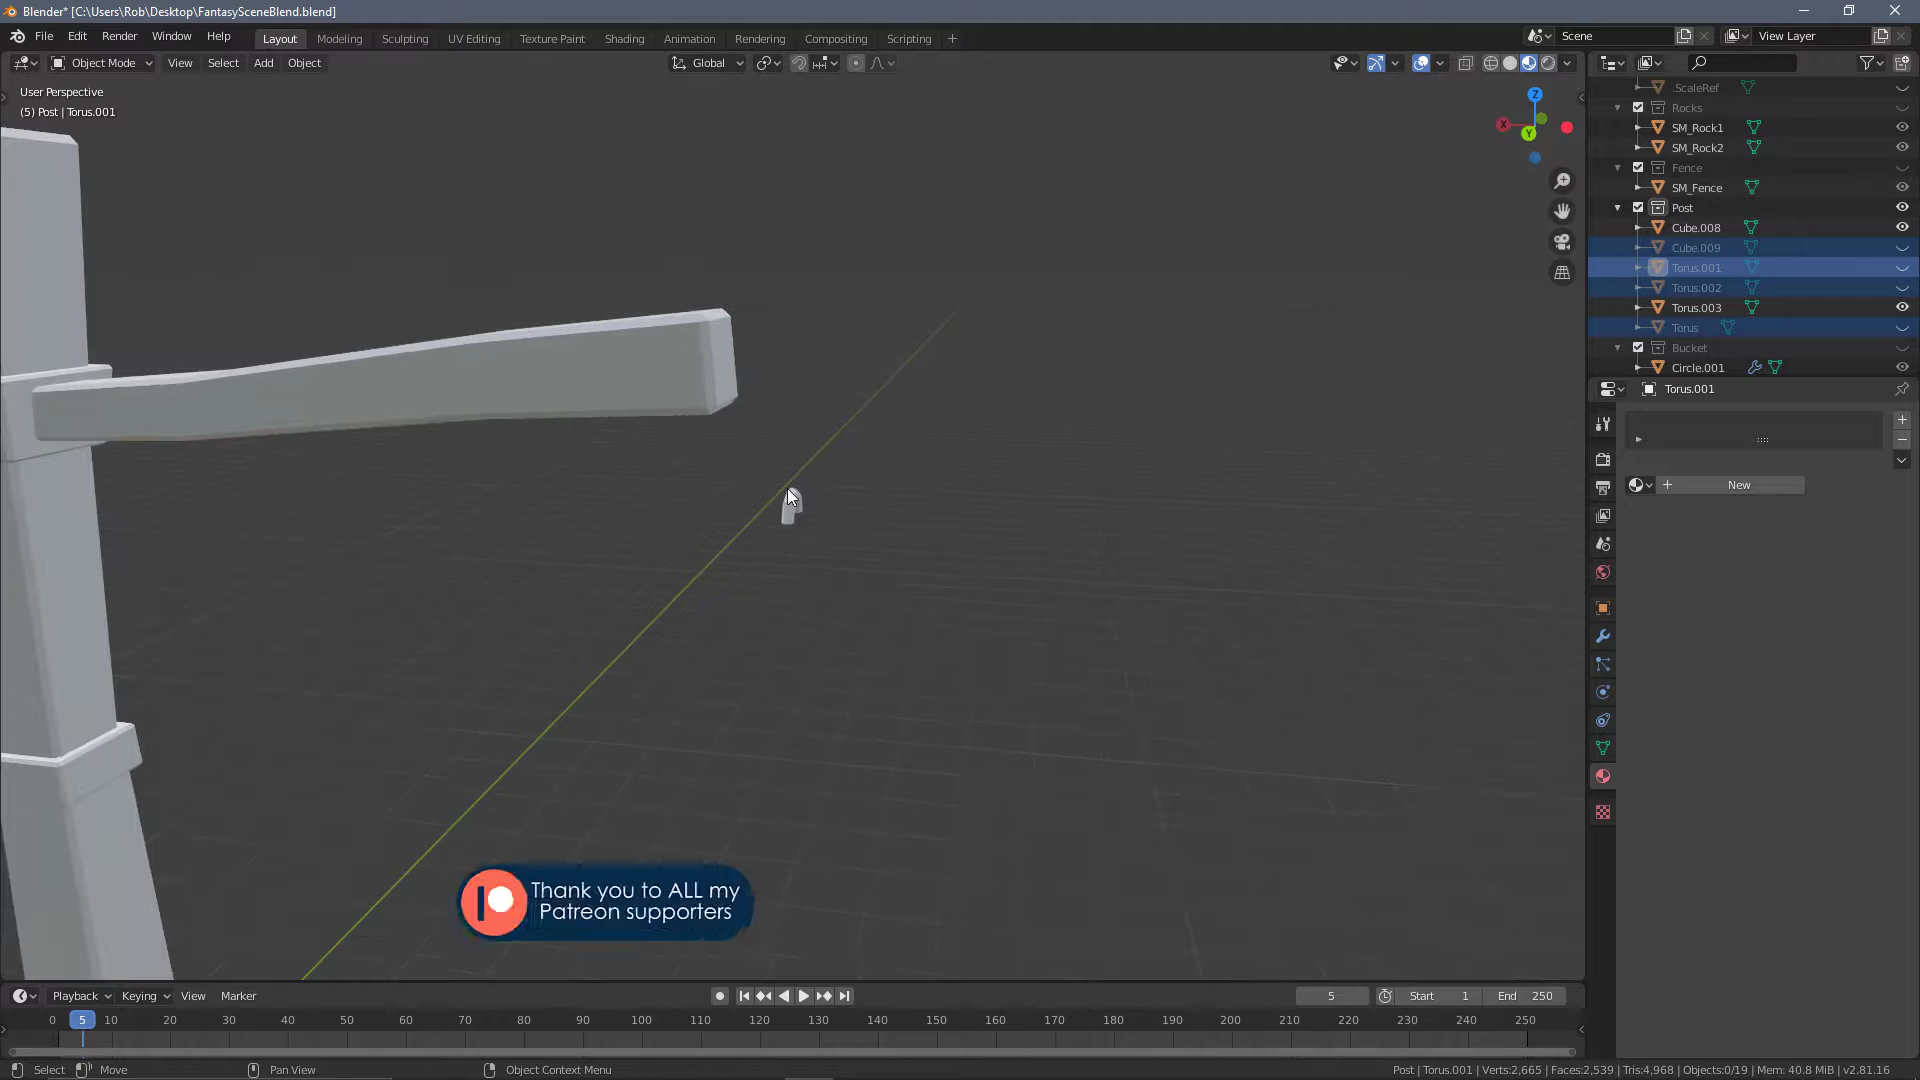 Blender* [C:\Users\Rob\Desktop\FantasySceneBlend.blend]
File Edit Render Window Help
Layout Modeling Sculpting UV Editing Texture Paint Shading Animation Rendering Compositing Scripting
Scene
View Layer
Object Mode View Select Add Object
Global
User Perspective
(5) Post | Torus.001
Z
X
Y
.ScaleRef
Rocks
SM_Rock1
SM_Rock2
Fence
SM_Fence
Post
Cube.008
Cube.009
Torus.001
Torus.002
Torus.003
Torus
Bucket
Circle.001
Torus.001
New
Thank you to ALL my
Patreon supporters
Playback Keying View Marker
5
Start 1
End 250
0 5 10 20 30 40 50 60 70 80 90 100 110 120 130 140 150 160 170 180 190 200 210 220 230 240 250
Select Move Pan View Object Context Menu
Post | Torus.001 | Verts:2,665 | Faces:2,539 | Tris:4,968 | Objects:0/19 | Mem: 40.8 MiB | v2.81.16